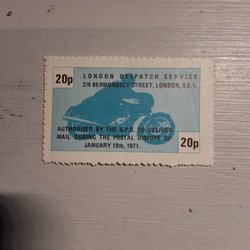 LONDON DESPATCH SERVICE
2/4 BERMONDSEY STREET, LONDON, S.E.1.
20p
AUTHORISED BY THE G.P.O. TO DELIVER
MAIL DURING THE POSTAL DISPUTE OF
JANUARY 19th, 1971.
20p